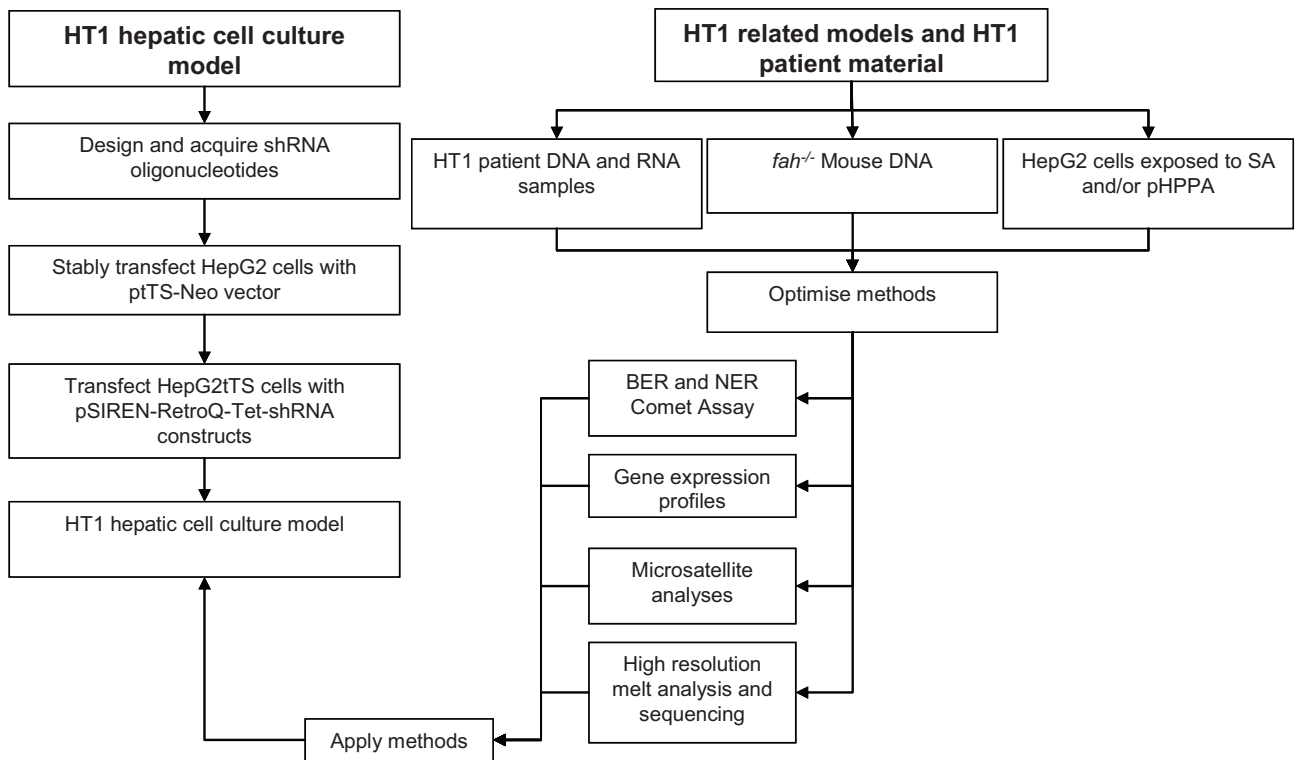 HT1 hepatic cell culture
model
Design and acquire shRNA
oligonucleotides
Stably transfect HepG2 cells with
ptTS-Neo vector
Transfect HepG2tTS cells with
pSIREN-RetroQ-Tet-shRNA
constructs
HT1 hepatic cell culture model
HT1 related models and HT1
patient material
HT1 patient DNA and RNA
samples
fah-/- Mouse DNA
HepG2 cells exposed to SA
and/or pHPPA
Optimise methods
BER and NER
Comet Assay
Gene expression
profiles
Microsatellite
analyses
High resolution
melt analysis and
sequencing
Apply methods